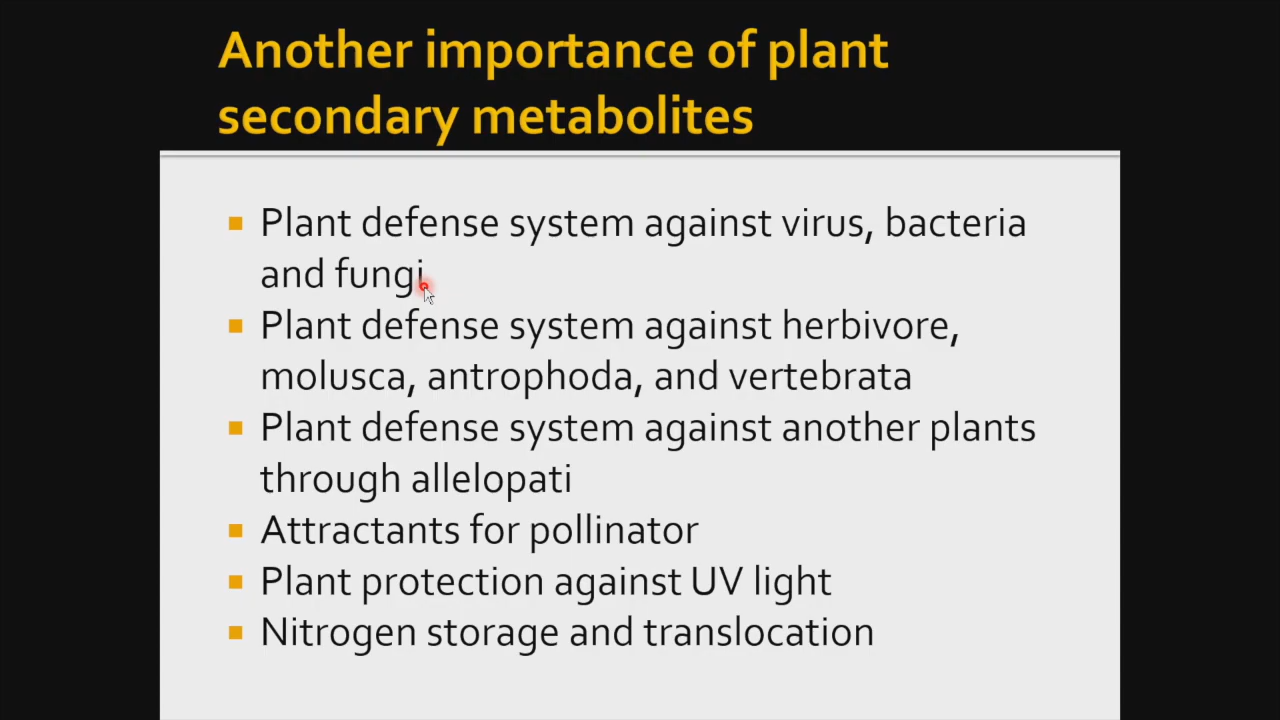 Another importance of plant
secondary metabolites
Plant defense system against virus, bacteria
and fungi
Plant defense system against herbivore,
molusca, antrophoda, and vertebrata
Plant defense system against another plants
through allelopati
Attractants for pollinator
Plant protection against UV light
Nitrogen storage and translocation